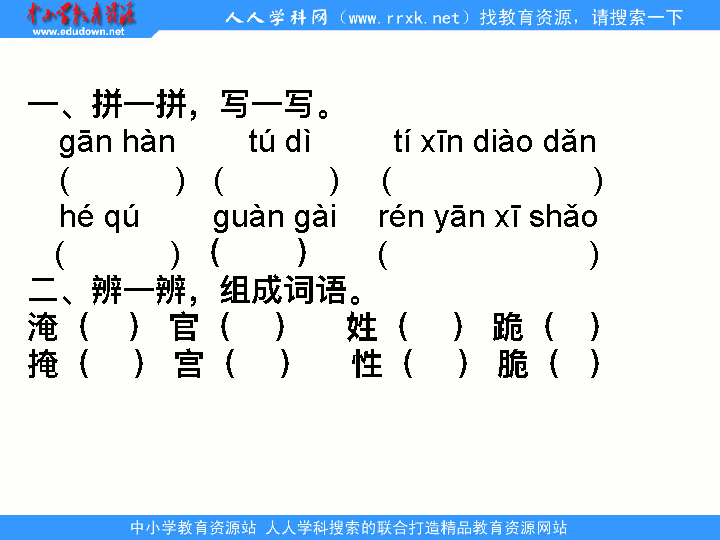 中小学教育资源
www.edudown.net
人人学科网（www.rrxk.net）找教育资源，请搜索一下
一、拼一拼，写一写。
gān hàn tú dì tí xīn diào dǎn
( ) ( ) ( )
hé qú guàn gài rén yān xī shǎo
( ) ( ) ( )
二、辨一辨，组成词语。
淹（ ） 官（ ） 姓（ ） 跪（ ）
掩（ ） 宫（ ） 性（ ） 脆（ ）
中小学教育资源站 人人学科搜索的联合打造精品教育资源网站